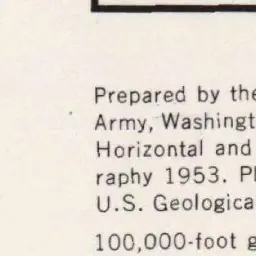 Prepared by the
Army, Washingt
Horizontal and
raphy 1953. Pl
U.S. Geologica
100,000-foot g